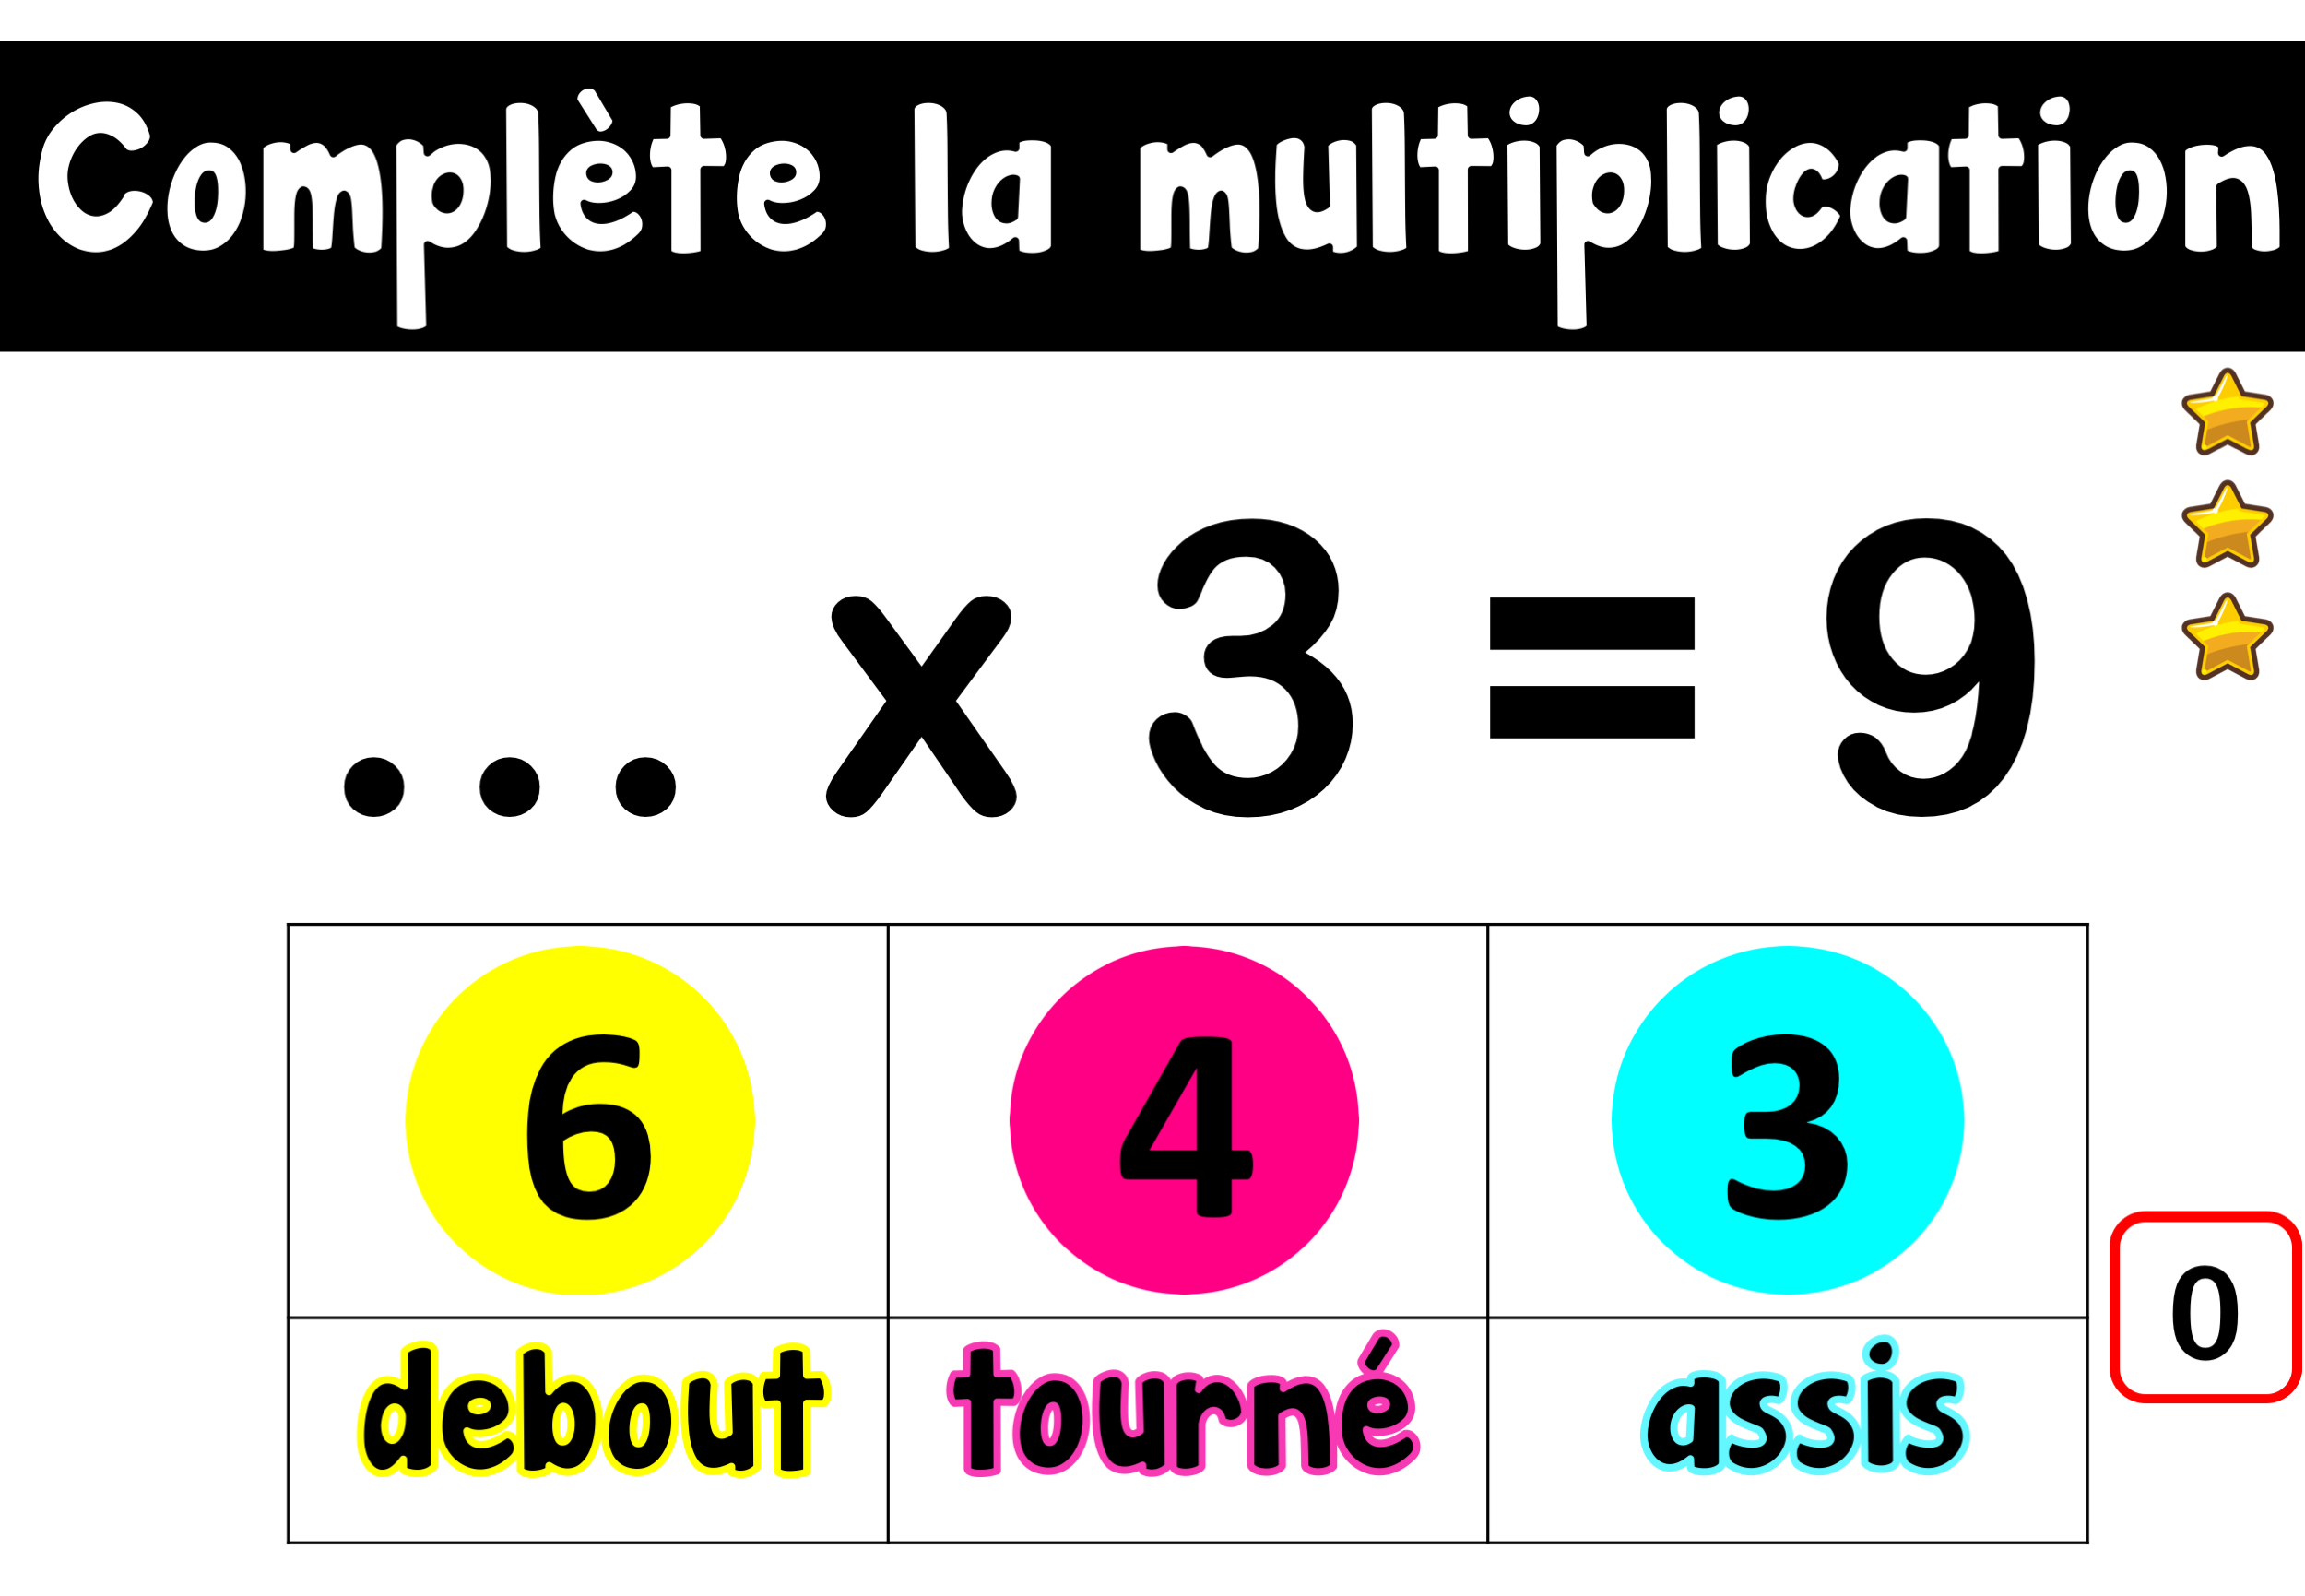 Complète la multiplication
... x 3 = 9
6 4 3
0
debout tourné assis